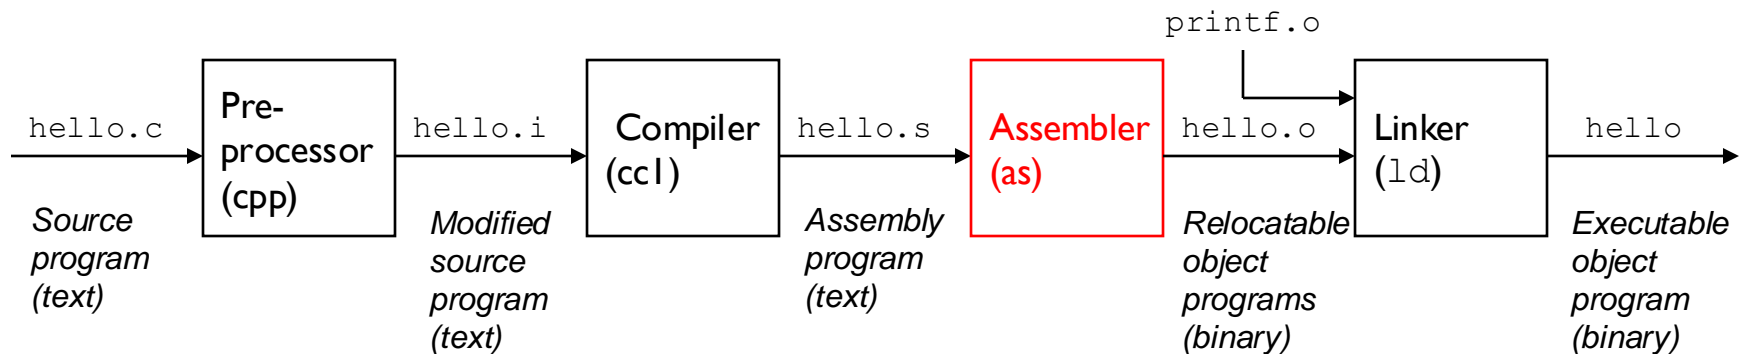 printf.o
hello.c
Pre-
processor
(cpp)
hello.i
Compiler
(cc1)
hello.s
Assembler
(as)
hello.o
Linker
(ld)
hello
Source
program
(text)
Modified
source
program
(text)
Assembly
program
(text)
Relocatable
object
programs
(binary)
Executable
object
program
(binary)